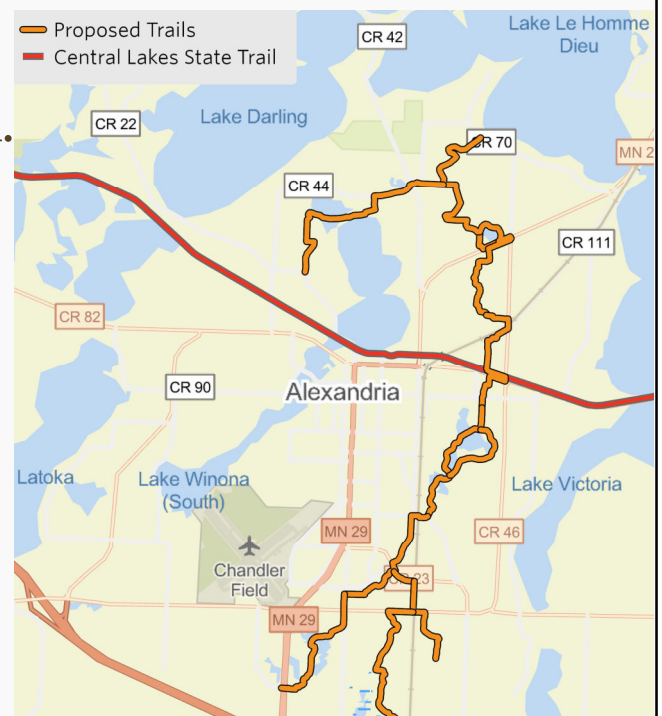 Proposed Trails
Central Lakes State Trail
CR 42
Lake Le Homme
Dieu
CR 22
Lake Darling
CR 70
MN 2
CR 44
CR 111
CR 82
CR 90
Alexandria
Latoka
Lake Winona
(South)
Lake Victoria
MN 29
CR 46
Chandler
Field
CR 23
MN 29